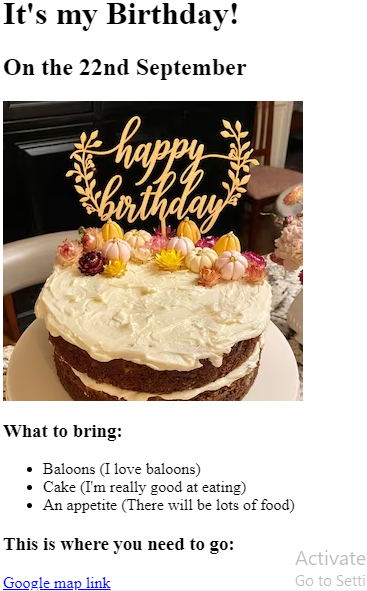 It's my Birthday!
On the 22nd September
happy
birthday
What to bring:
Baloons (I love baloons)
Cake (I'm really good at eating)
An appetite (There will be lots of food)
This is where you need to go:
Activate
Google map link
Go to Setti